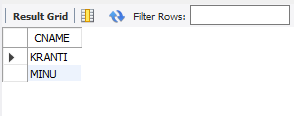 Result Grid Filter Rows:
CNAME
KRANTI
MINU